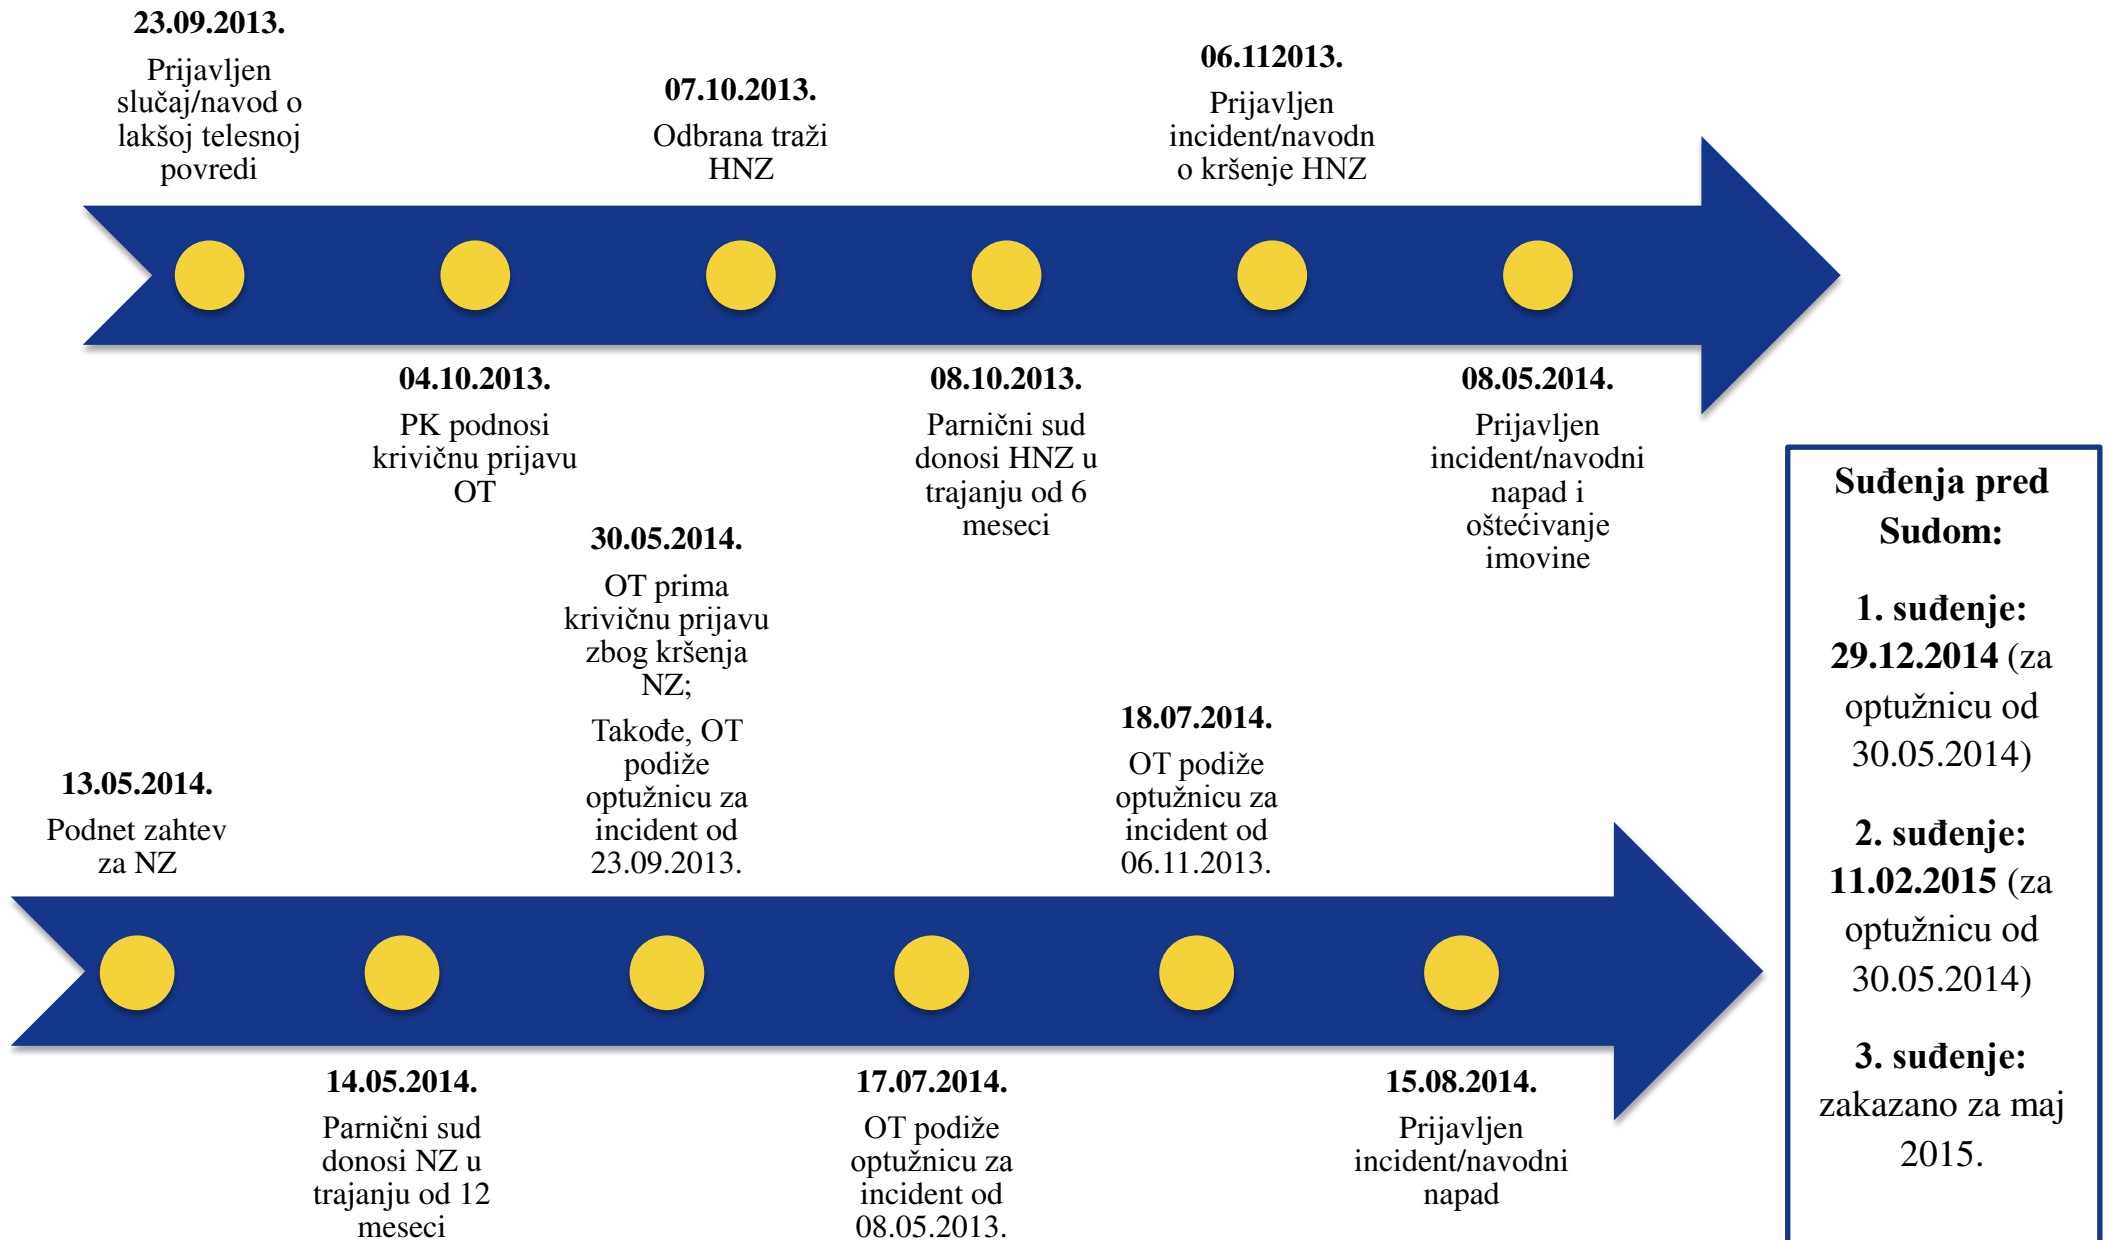 23.09.2013.
Prijavljen
slučaj/navod o
lakšoj telesnoj
povredi
04.10.2013.
PK podnosi
krivičnu prijavu
OT
07.10.2013.
Odbrana traži
HNZ
08.10.2013.
Parnični sud
donosi HNZ u
trajanju od 6
meseci
06.112013.
Prijavljen
incident/navodn
o kršenje HNZ
08.05.2014.
Prijavljen
incident/navodni
napad i
oštećivanje
imovine
13.05.2014.
Podnet zahtev
za NZ
14.05.2014.
Parnični sud
donosi NZ u
trajanju od 12
meseci
30.05.2014.
OT prima
krivičnu prijavu
zbog kršenja
NZ;
Takođe, OT
podiže
optužnicu za
incident od
23.09.2013.
17.07.2014.
OT podiže
optužnicu za
incident od
08.05.2013.
18.07.2014.
OT podiže
optužnicu za
incident od
06.11.2013.
15.08.2014.
Prijavljen
incident/navodni
napad
Suđenja pred
Sudom:
1. suđenje:
29.12.2014 (za
optužnicu od
30.05.2014)
2. suđenje:
11.02.2015 (za
optužnicu od
30.05.2014)
3. suđenje:
zakazano za maj
2015.